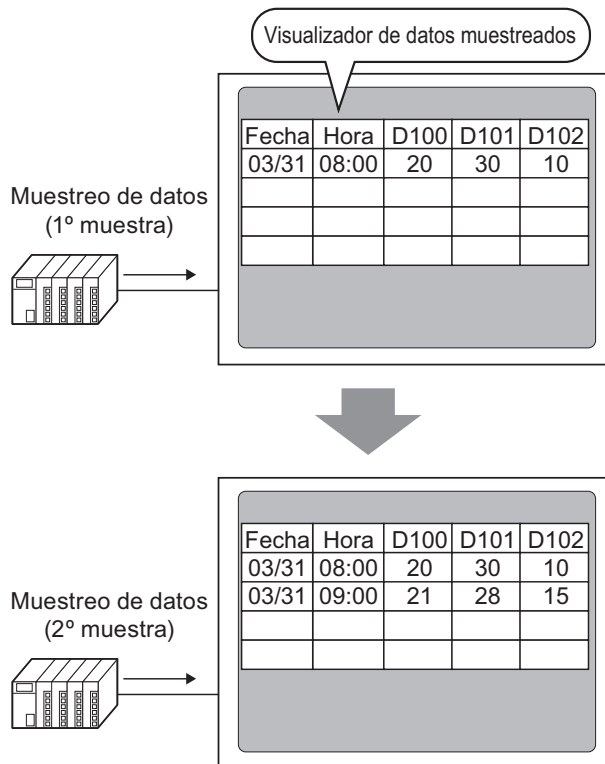 Visualizador de datos muestreados
Fecha Hora D100 D101 D102
03/31 08:00 20 30 10
Muestreo de datos
(1º muestra)
Fecha Hora D100 D101 D102
03/31 08:00 20 30 10
03/31 09:00 21 28 15
Muestreo de datos
(2º muestra)